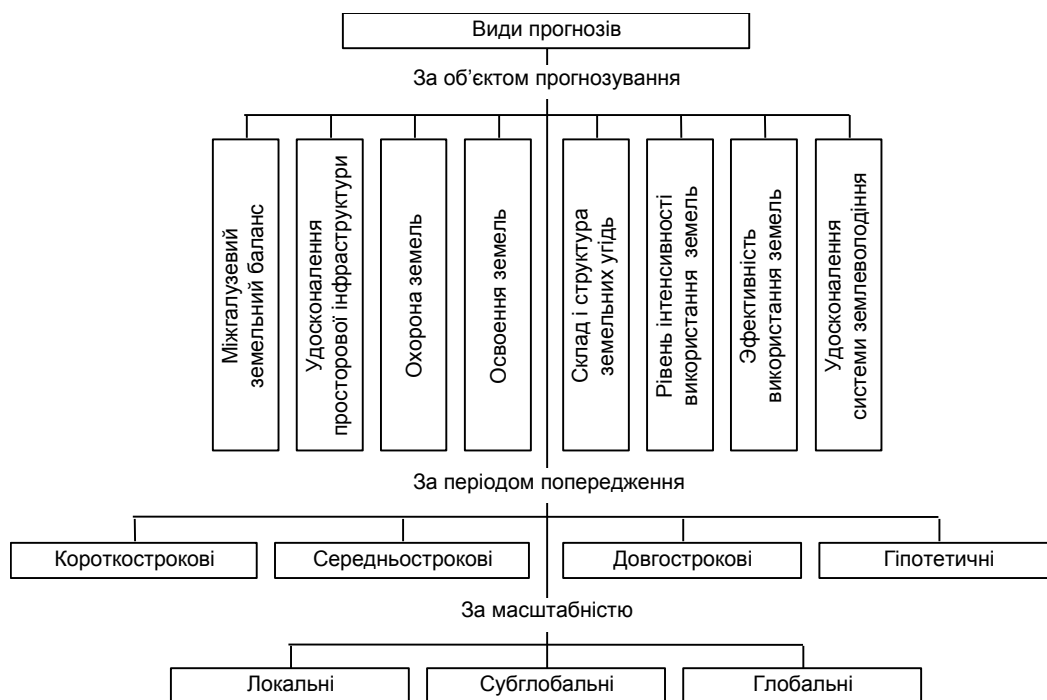 Види прогнозів
За об’єктом прогнозування
Міжгалузевий
земельний баланс
Удосконалення
просторової інфраструктури
Охорона земель
Освоення земель
Склад і структура
земельних угідь
Рівень інтенсивності
використання земель
Эфективність
використання земель
Удосконалення
системи землеволодіння
За періодом попередження
Короткострокові
Середньострокові
Довгострокові
Гіпотетичні
За масштабністю
Локальні
Субглобальні
Глобальні